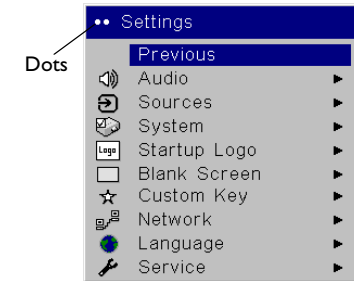 •• Settings
Previous
Dots
Audio
Sources
System
Logo Startup Logo
Blank Screen
Custom Key
Network
Language
Service